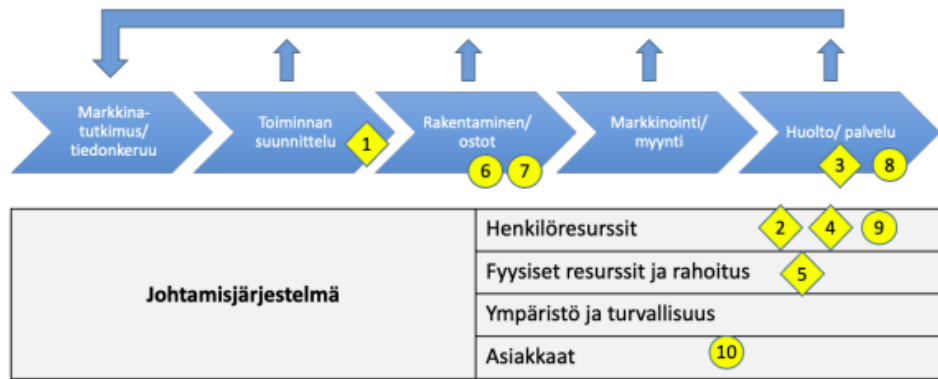 Markkina-
tutkimus/
tiedonkeruu
Toiminnan
suunnittelu
1
Rakentaminen/
ostot
6 7
Markkinointi/
myynti
Huolto/ palvelu
3 8
Johtamisjärjestelmä
Henkilöresurssit 2 4 9
Fyysiset resurssit ja rahoitus 5
Ympäristö ja turvallisuus
Asiakkaat 10